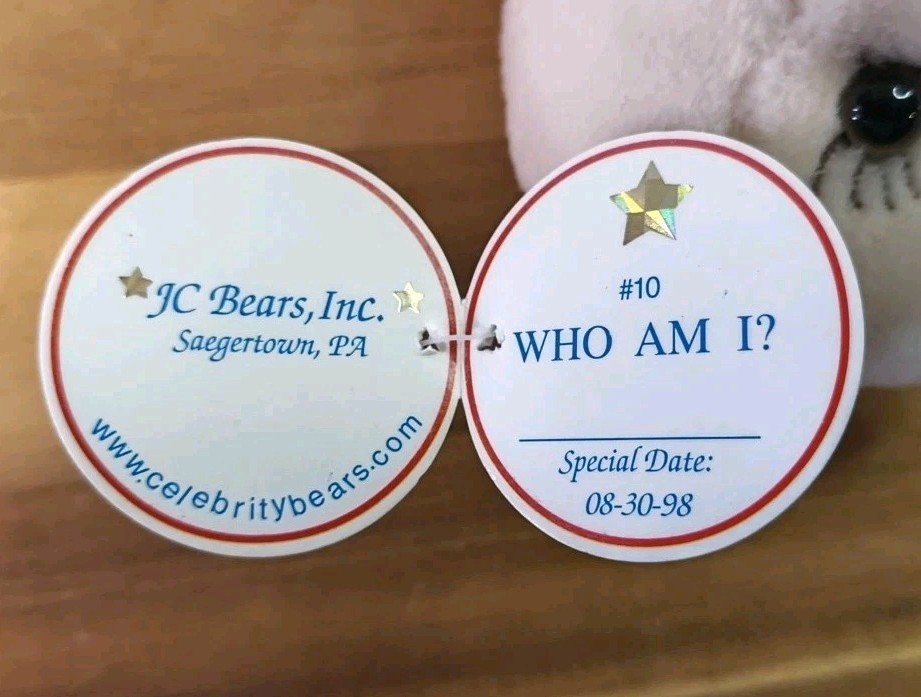 JC Bears, Inc.
Saegertown, PA
www.celebritybears.com
#10
WHO AM I?
Special Date:
08-30-98